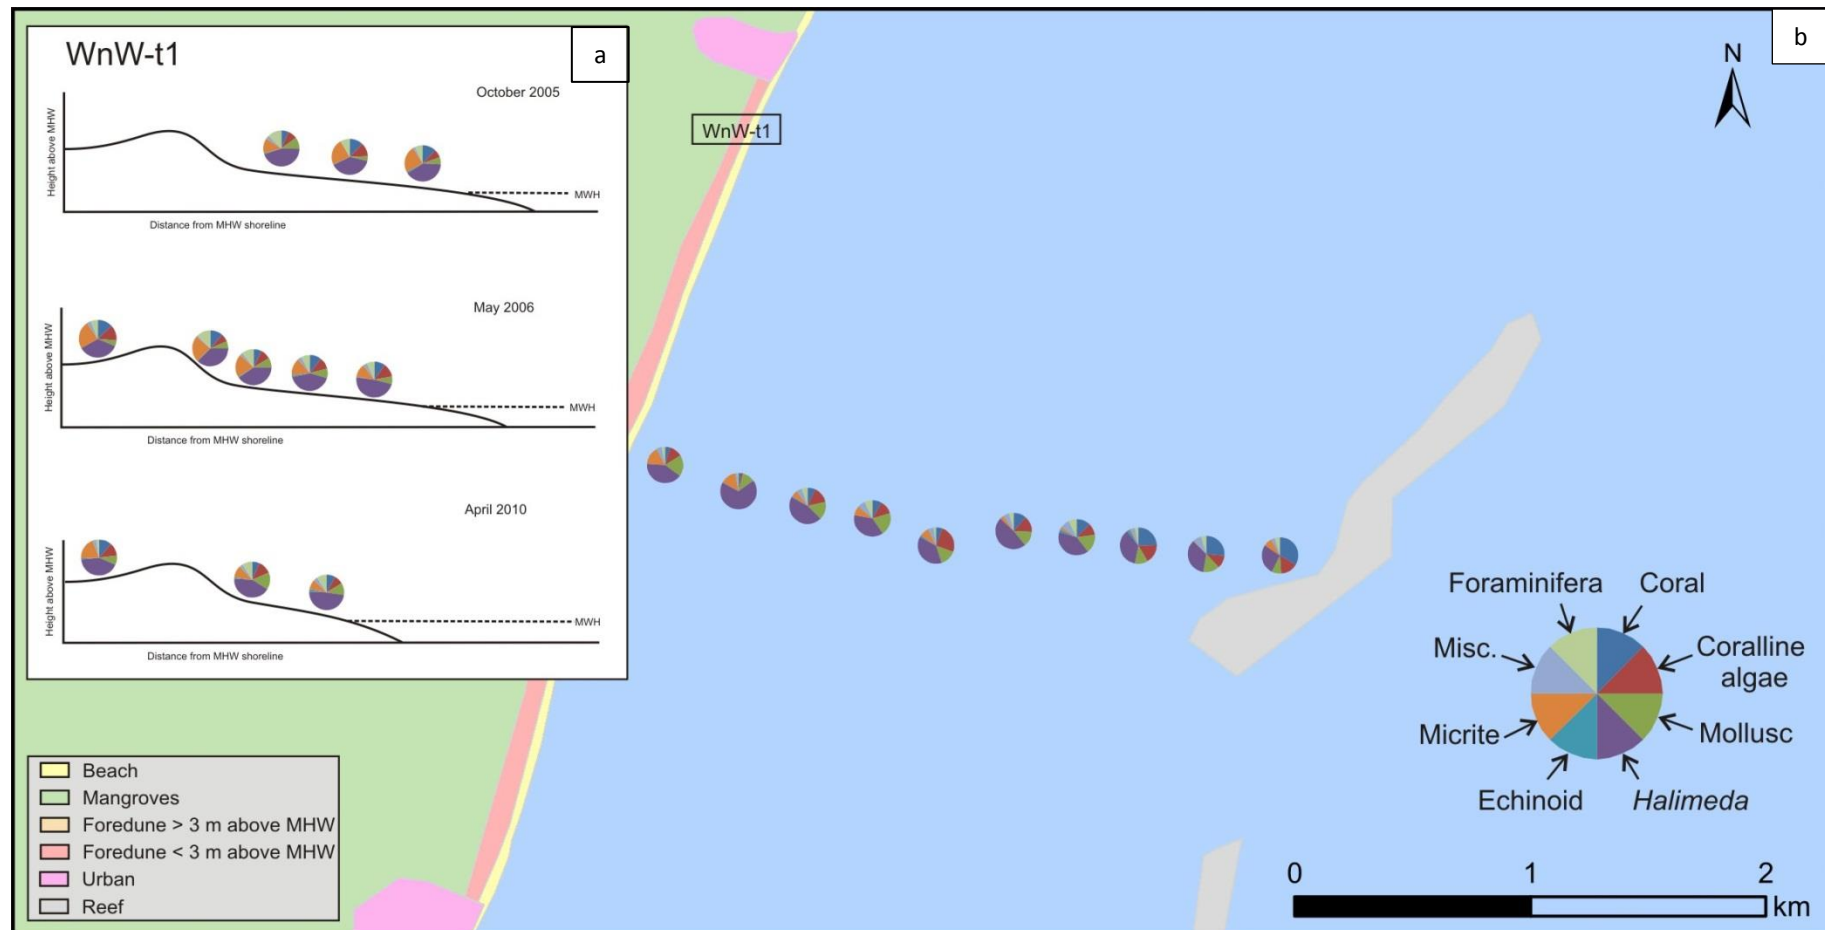 WnW-t1
a
October 2005
Height above MHW
MWH
Distance from MHW shoreline
May 2006
Height above MHW
MWH
Distance from MHW shoreline
April 2010
Height above MHW
MWH
Distance from MHW shoreline
Beach
Mangroves
Foredune > 3 m above MHW
Foredune < 3 m above MHW
Urban
Reef
b
N
WnW-t1
Foraminifera
Coral
Misc.
Coralline
algae
Micrite
Mollusc
Echinoid
Halimeda
0 1 2
km